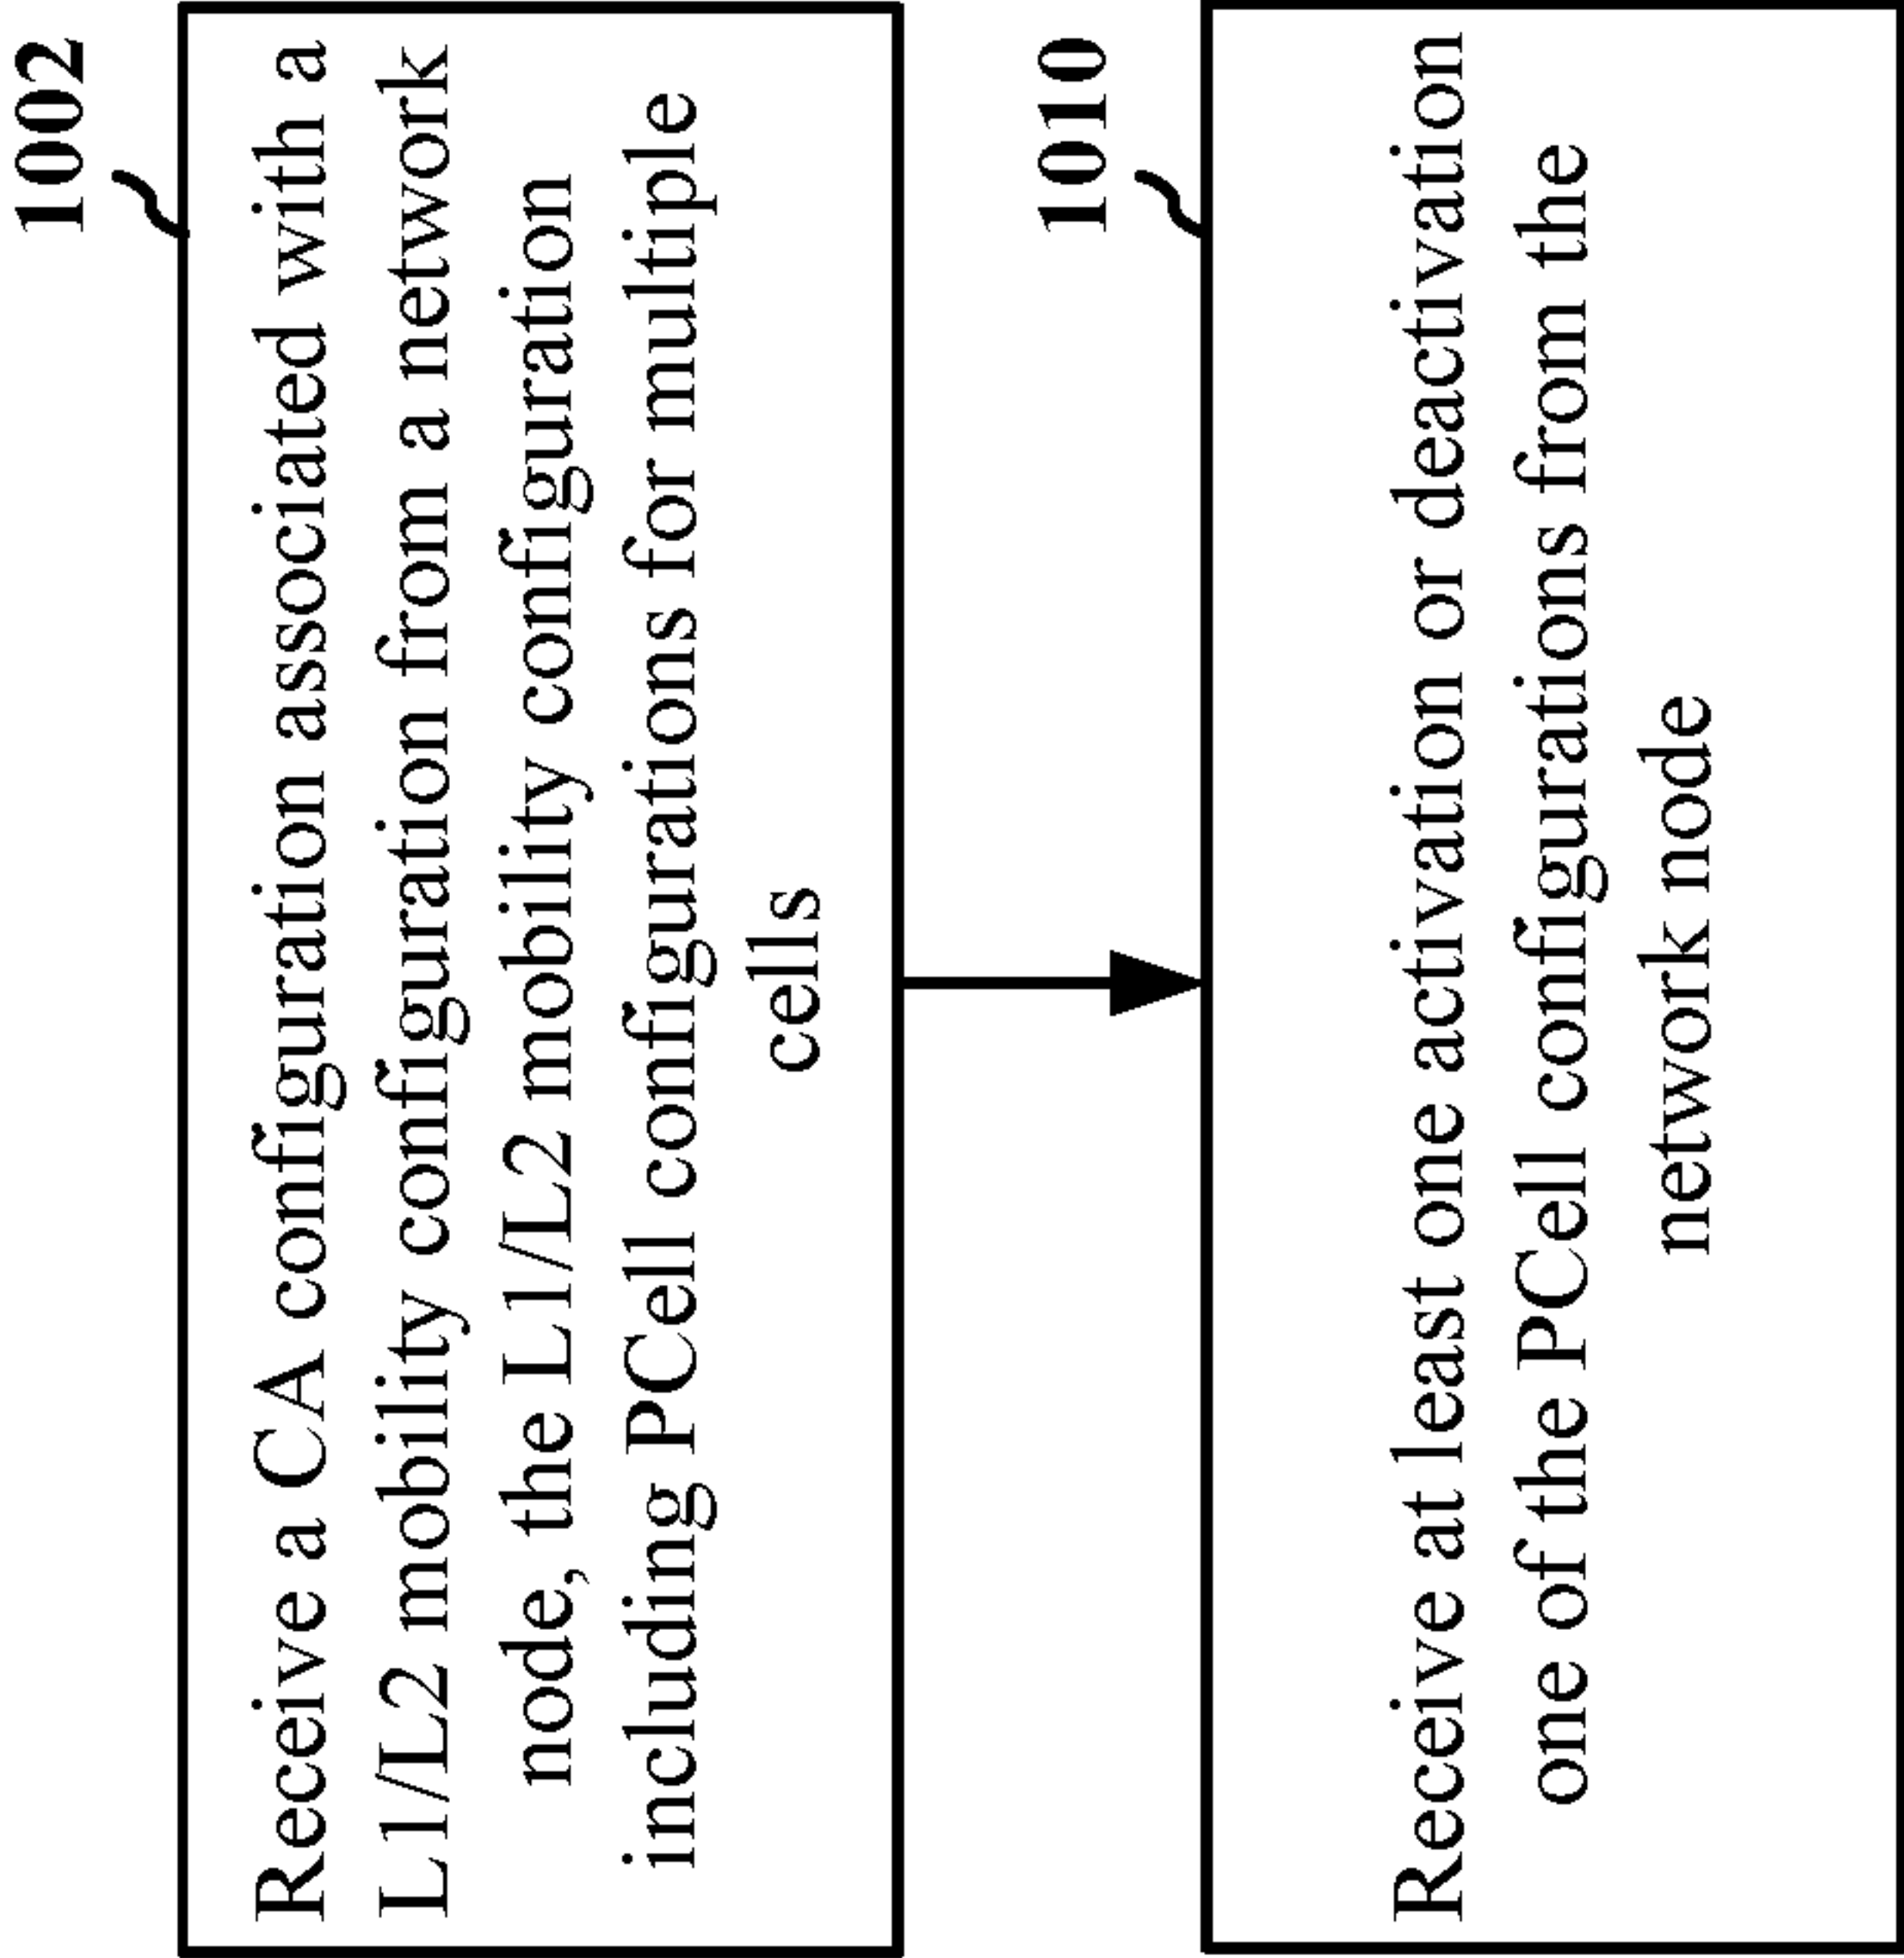 1002
Receive a CA configuration associated with a
L1/L2 mobility configuration from a network
node, the L1/L2 mobility configuration
including PCell configurations for multiple
cells
1010
Receive at least one activation or deactivation
one of the PCell configurations from the
network node